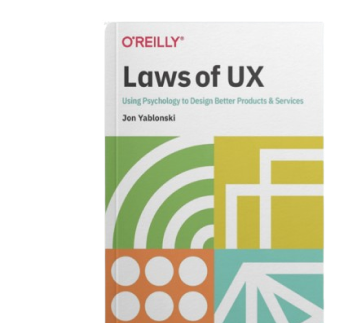 O'REILLY®
Laws of UX
Using Psychology to Design Better Products & Services
Jon Yablonski